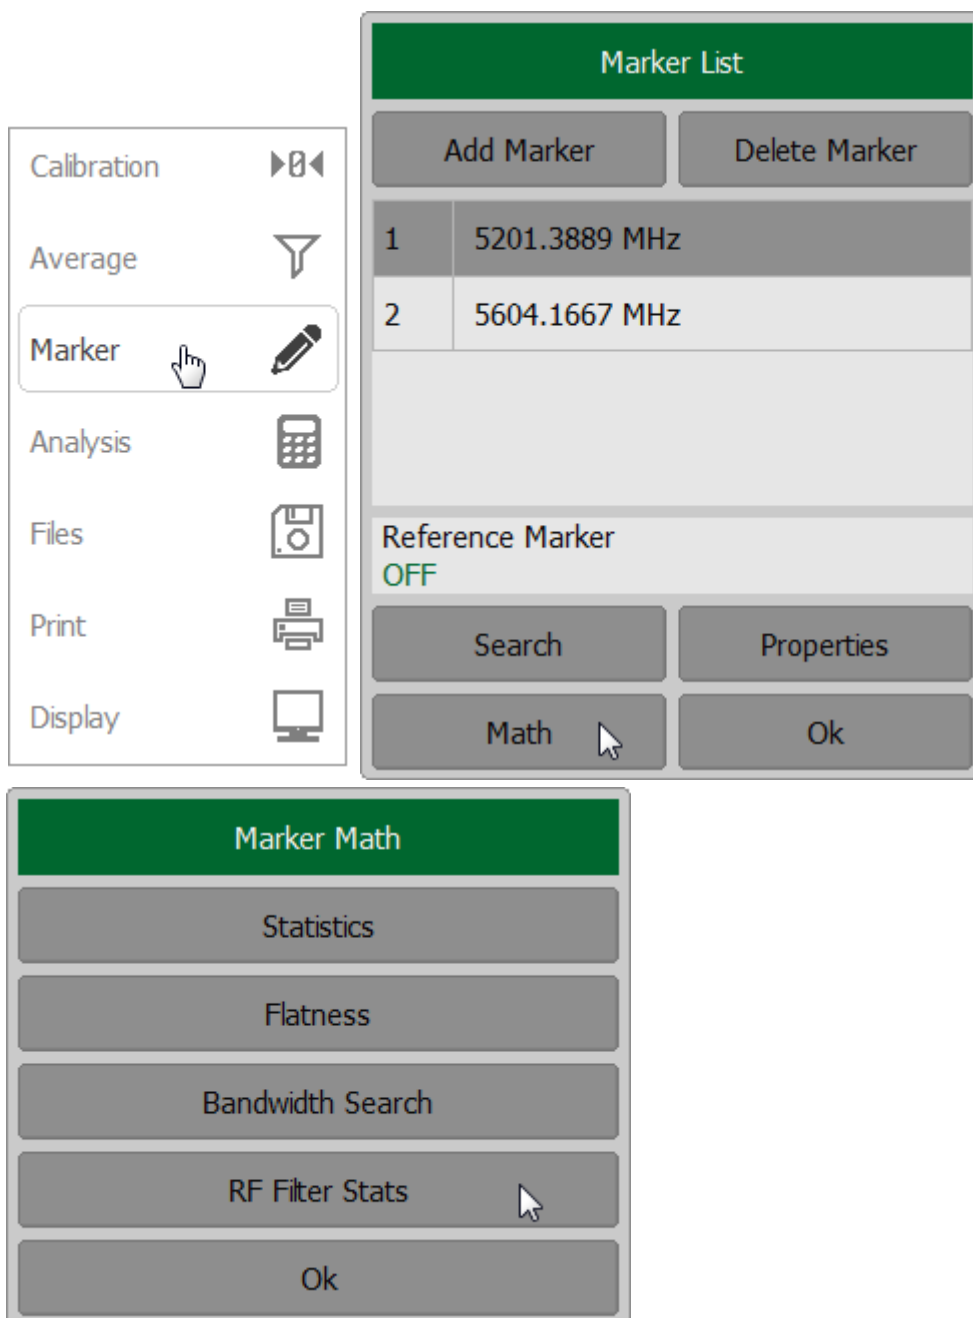 Calibration
Average
Marker
Analysis
Files
Print
Display
Marker List
Add Marker Delete Marker
1 5201.3889 MHz
2 5604.1667 MHz
Reference Marker
OFF
Search Properties
Math Ok
Marker Math
Statistics
Flatness
Bandwidth Search
RF Filter Stats
Ok